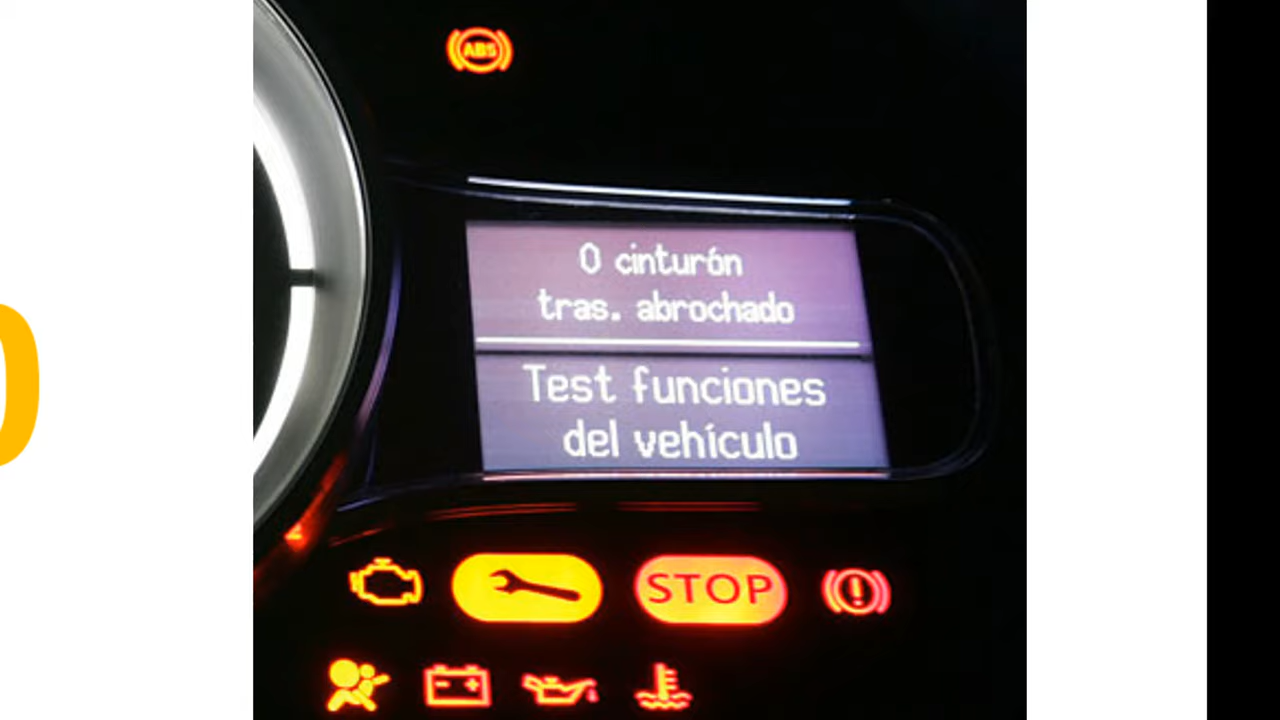 ABS
0 cinturón
tras. abrochado
Test funciones
del vehículo
STOP